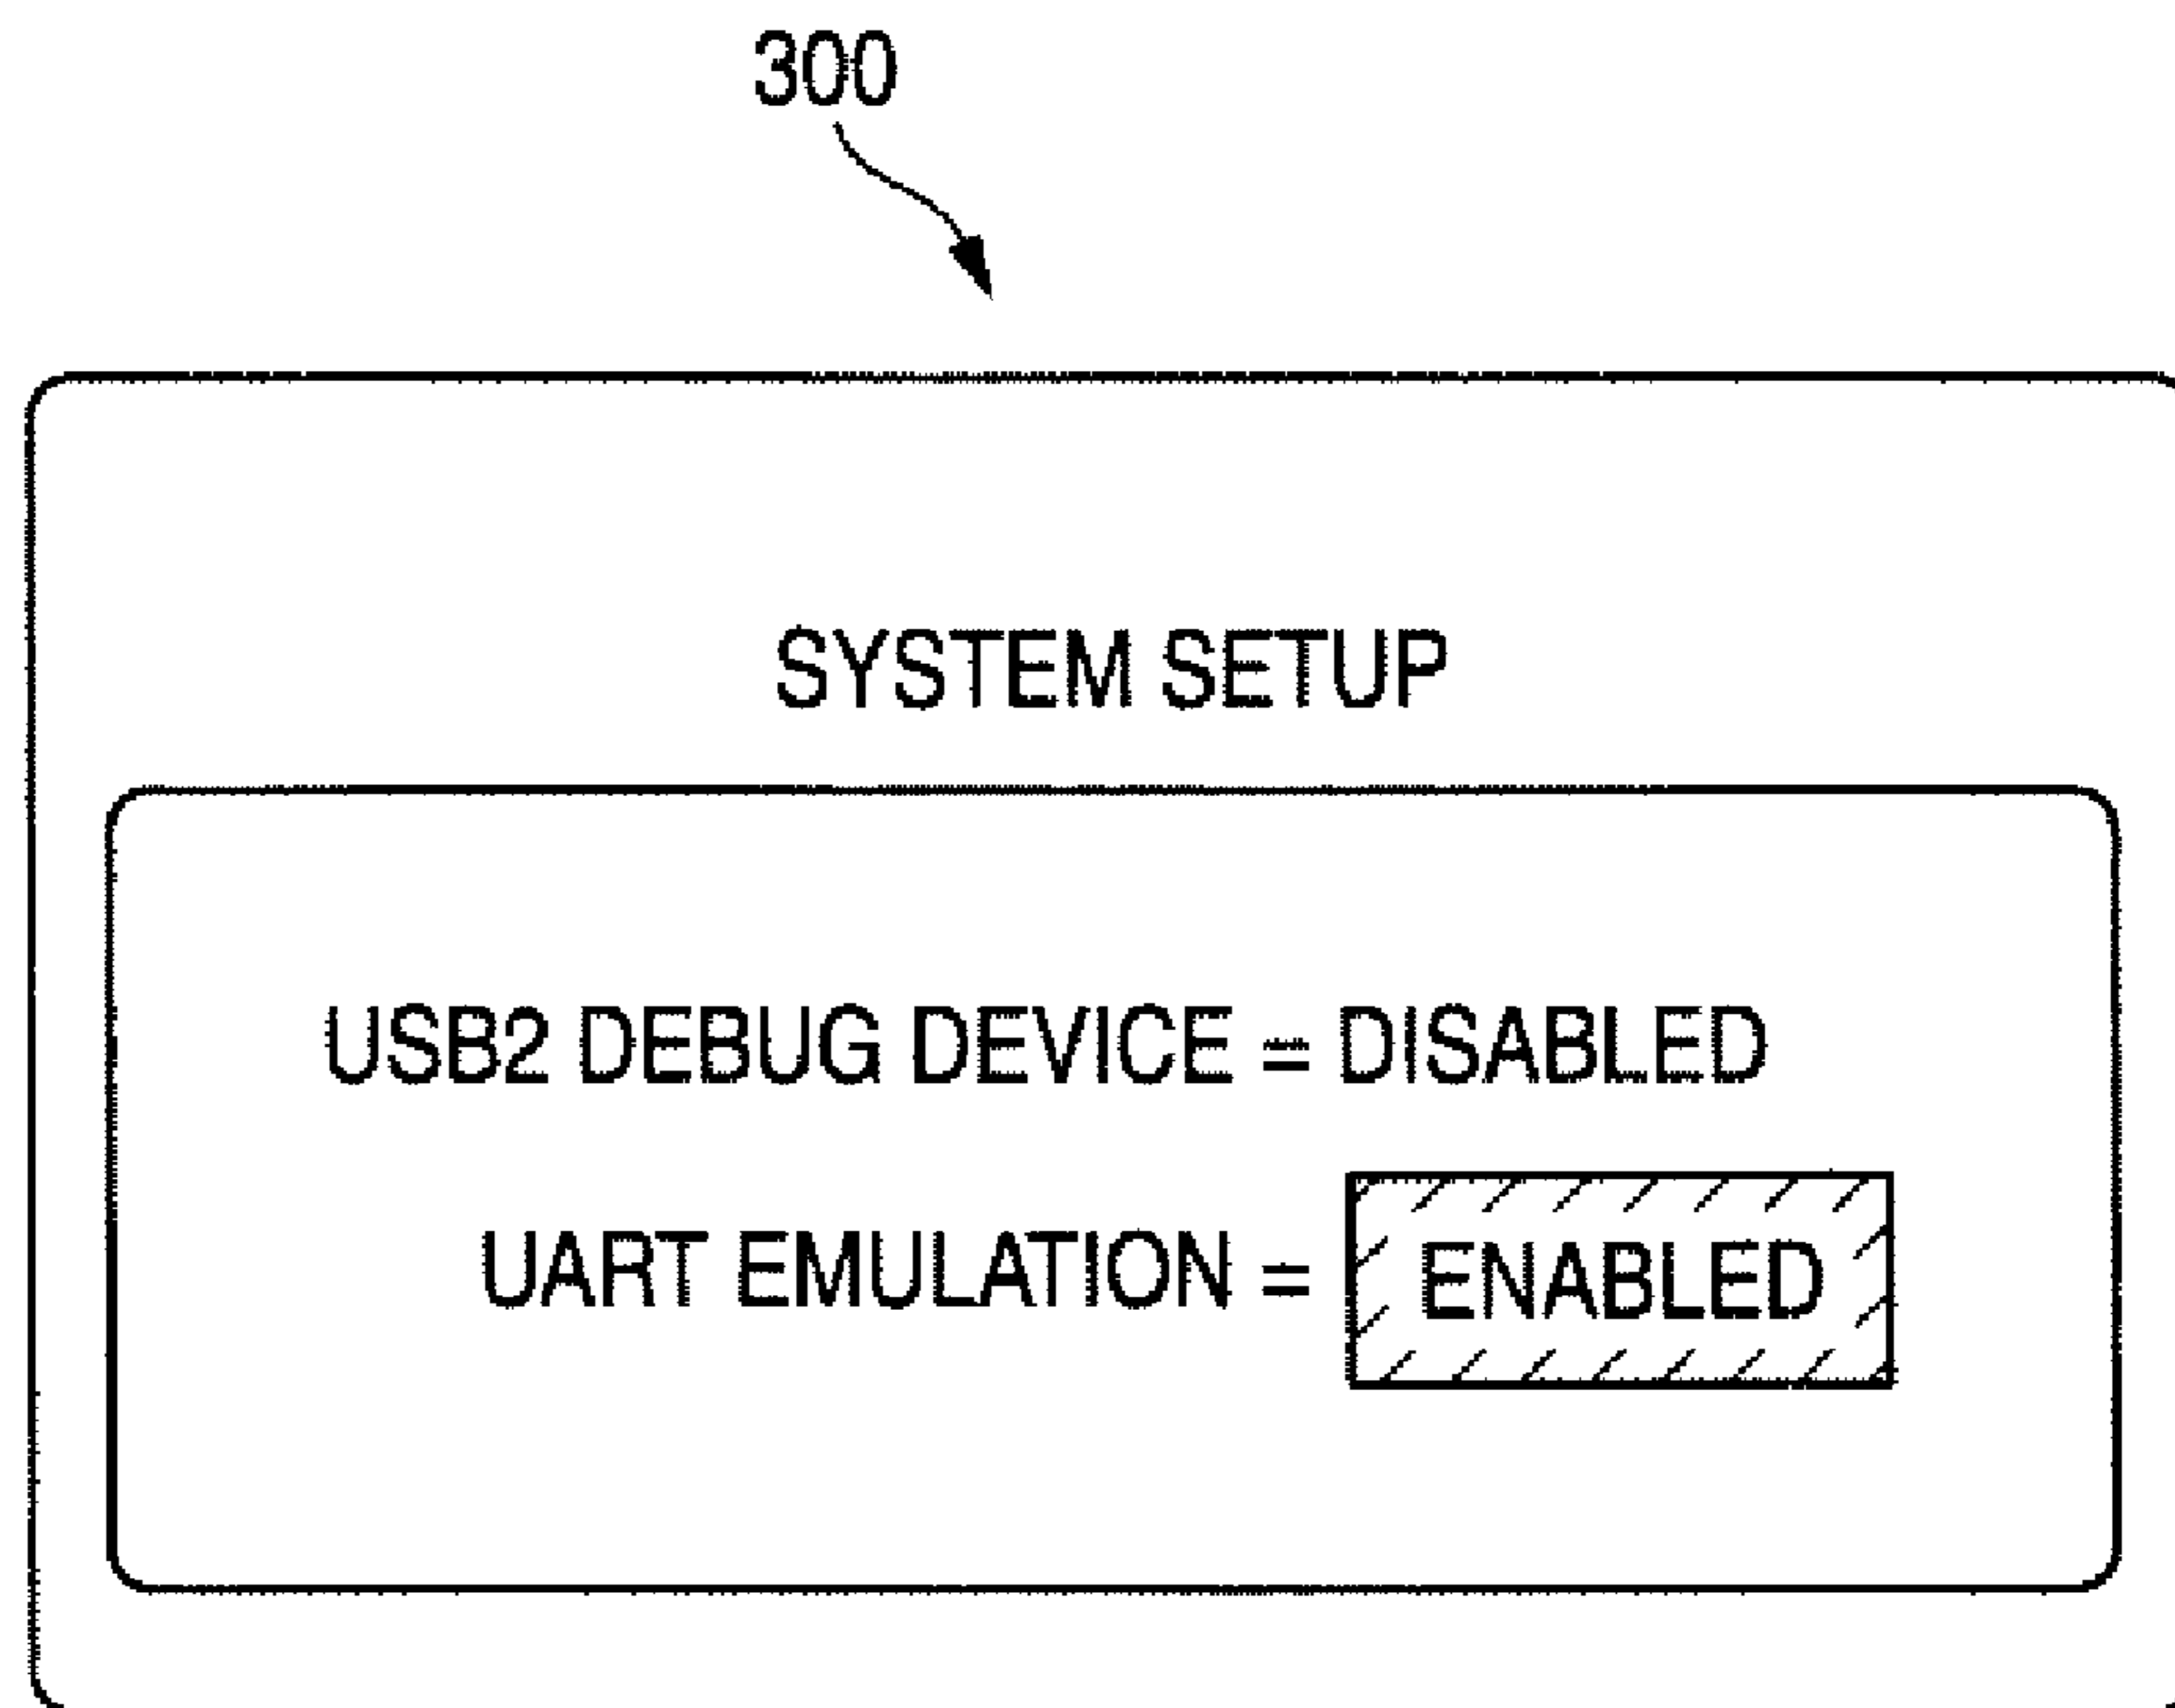 300
SYSTEM SETUP
USB2 DEBUG DEVICE = DISABLED
UART EMULATION = ENABLED